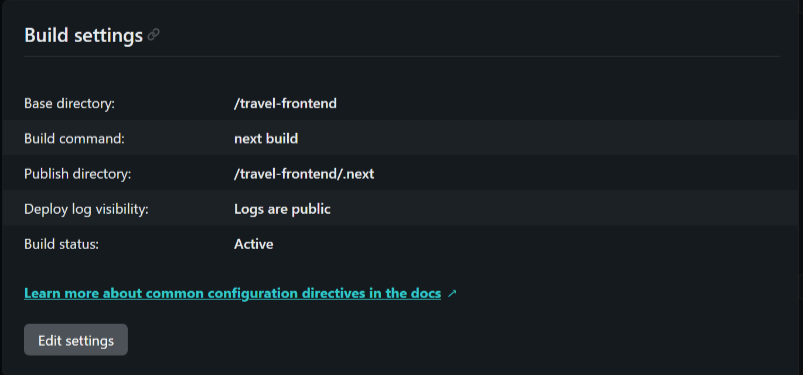 Build settings
Base directory: /travel-frontend
Build command: next build
Publish directory: /travel-frontend/.next
Deploy log visibility: Logs are public
Build status: Active
Learn more about common configuration directives in the docs ↗
Edit settings